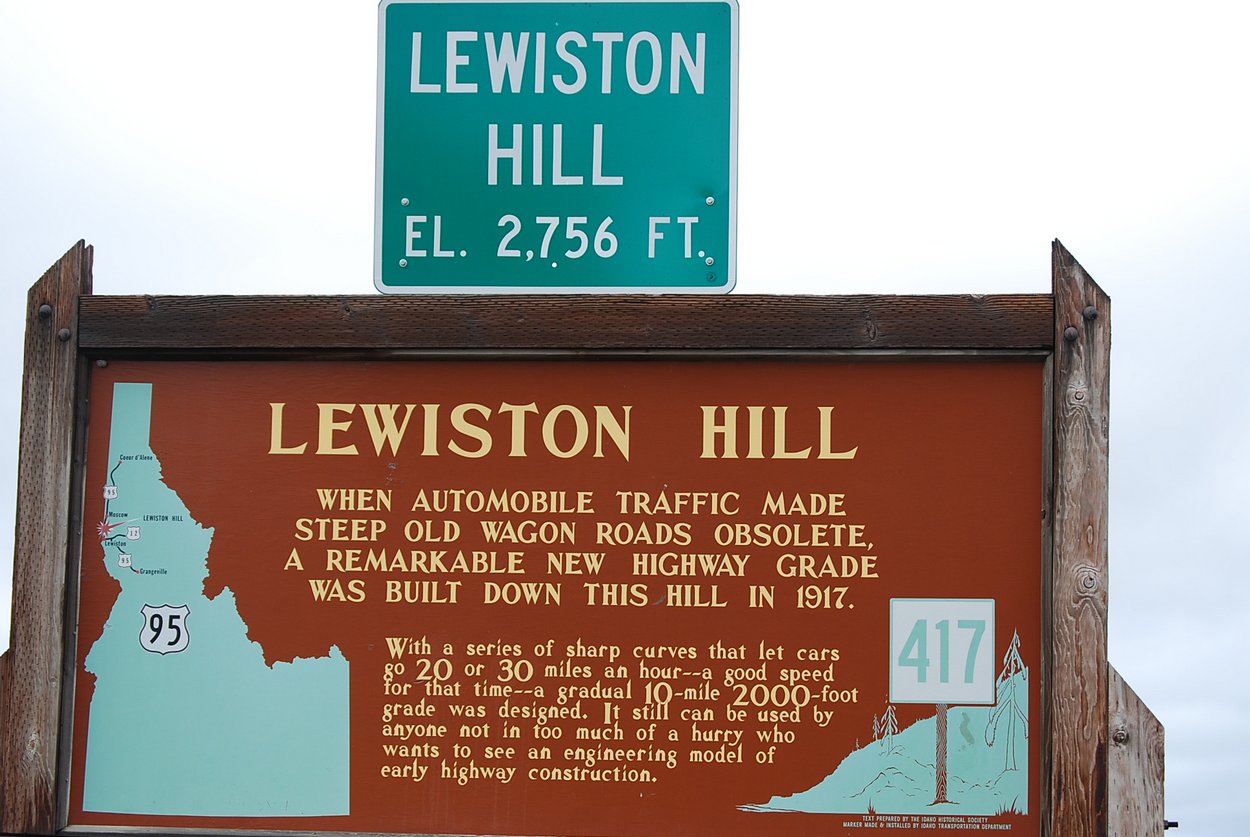 LEWISTON
HILL
EL. 2,756 FT.
LEWISTON HILL
WHEN AUTOMOBILE TRAFFIC MADE
STEEP OLD WAGON ROADS OBSOLETE,
A REMARKABLE NEW HIGHWAY GRADE
WAS BUILT DOWN THIS HILL IN 1917.
With a series of sharp curves that let cars
go 20 or 30 miles an hour--a good speed
for that time--a gradual 10-mile 2000-foot
grade was designed. It still can be used by
anyone not in too much of a hurry who
wants to see an engineering model of
early highway construction.
Coeur d'Alene
95
Moscow
LEWISTON HILL
12
Lewiston
95
Grangeville
95
417
TEXT PREPARED BY THE IDAHO HISTORICAL SOCIETY
MARKER MADE & INSTALLED BY IDAHO TRANSPORTATION DEPARTMENT